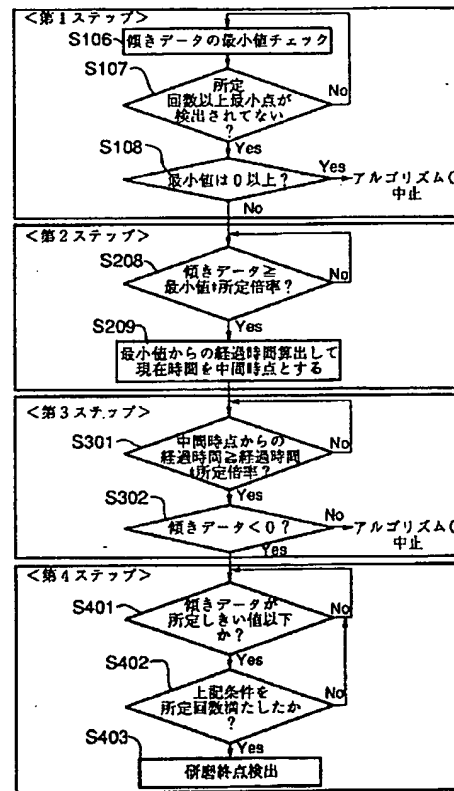 <第1ステップ>
S106
傾きデータの最小値チェック
S107
所定
回数以上最小点が
検出されてない
?
No
Yes
S108
最小値は0以上?
Yes
アルゴリズムC
中止
No
<第2ステップ>
S208
傾きデータ≧
最小値*所定倍率?
No
Yes
S209
最小値からの経過時間算出して
現在時間を中間時点とする
<第3ステップ>
S301
中間時点からの
経過時間≧経過時間
*所定倍率?
No
Yes
S302
傾きデータ<0?
No
アルゴリズムC
中止
Yes
<第4ステップ>
S401
傾きデータが
所定しきい値以下
か?
No
Yes
S402
上記条件を
所定回数満たしたか
?
No
Yes
S403
研磨終点検出